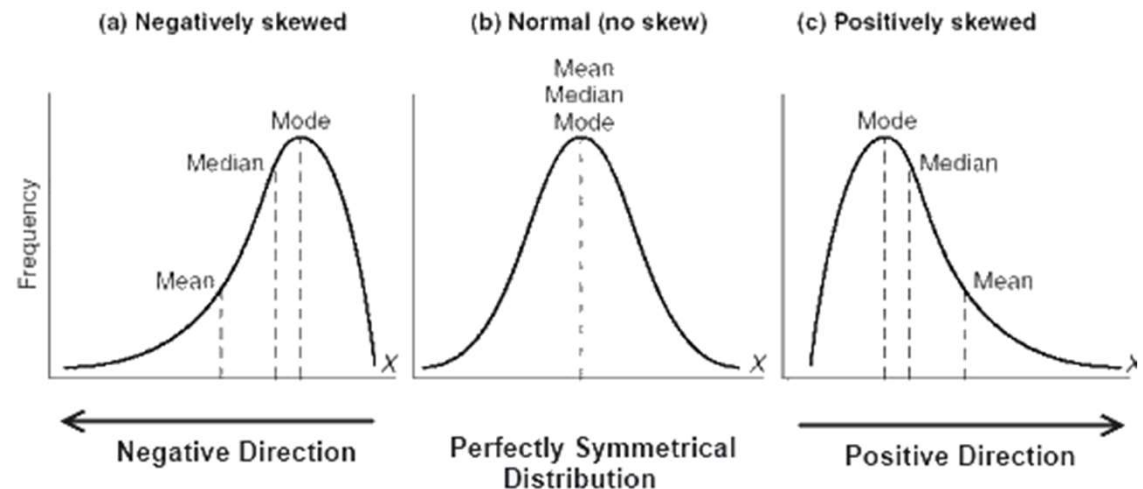 (a) Negatively skewed
(b) Normal (no skew)
(c) Positively skewed
Frequency
Mode
Median
Mean
X
Mean
Median
Mode
X
Mode
Median
Mean
X
Negative Direction
Perfectly Symmetrical
Distribution
Positive Direction